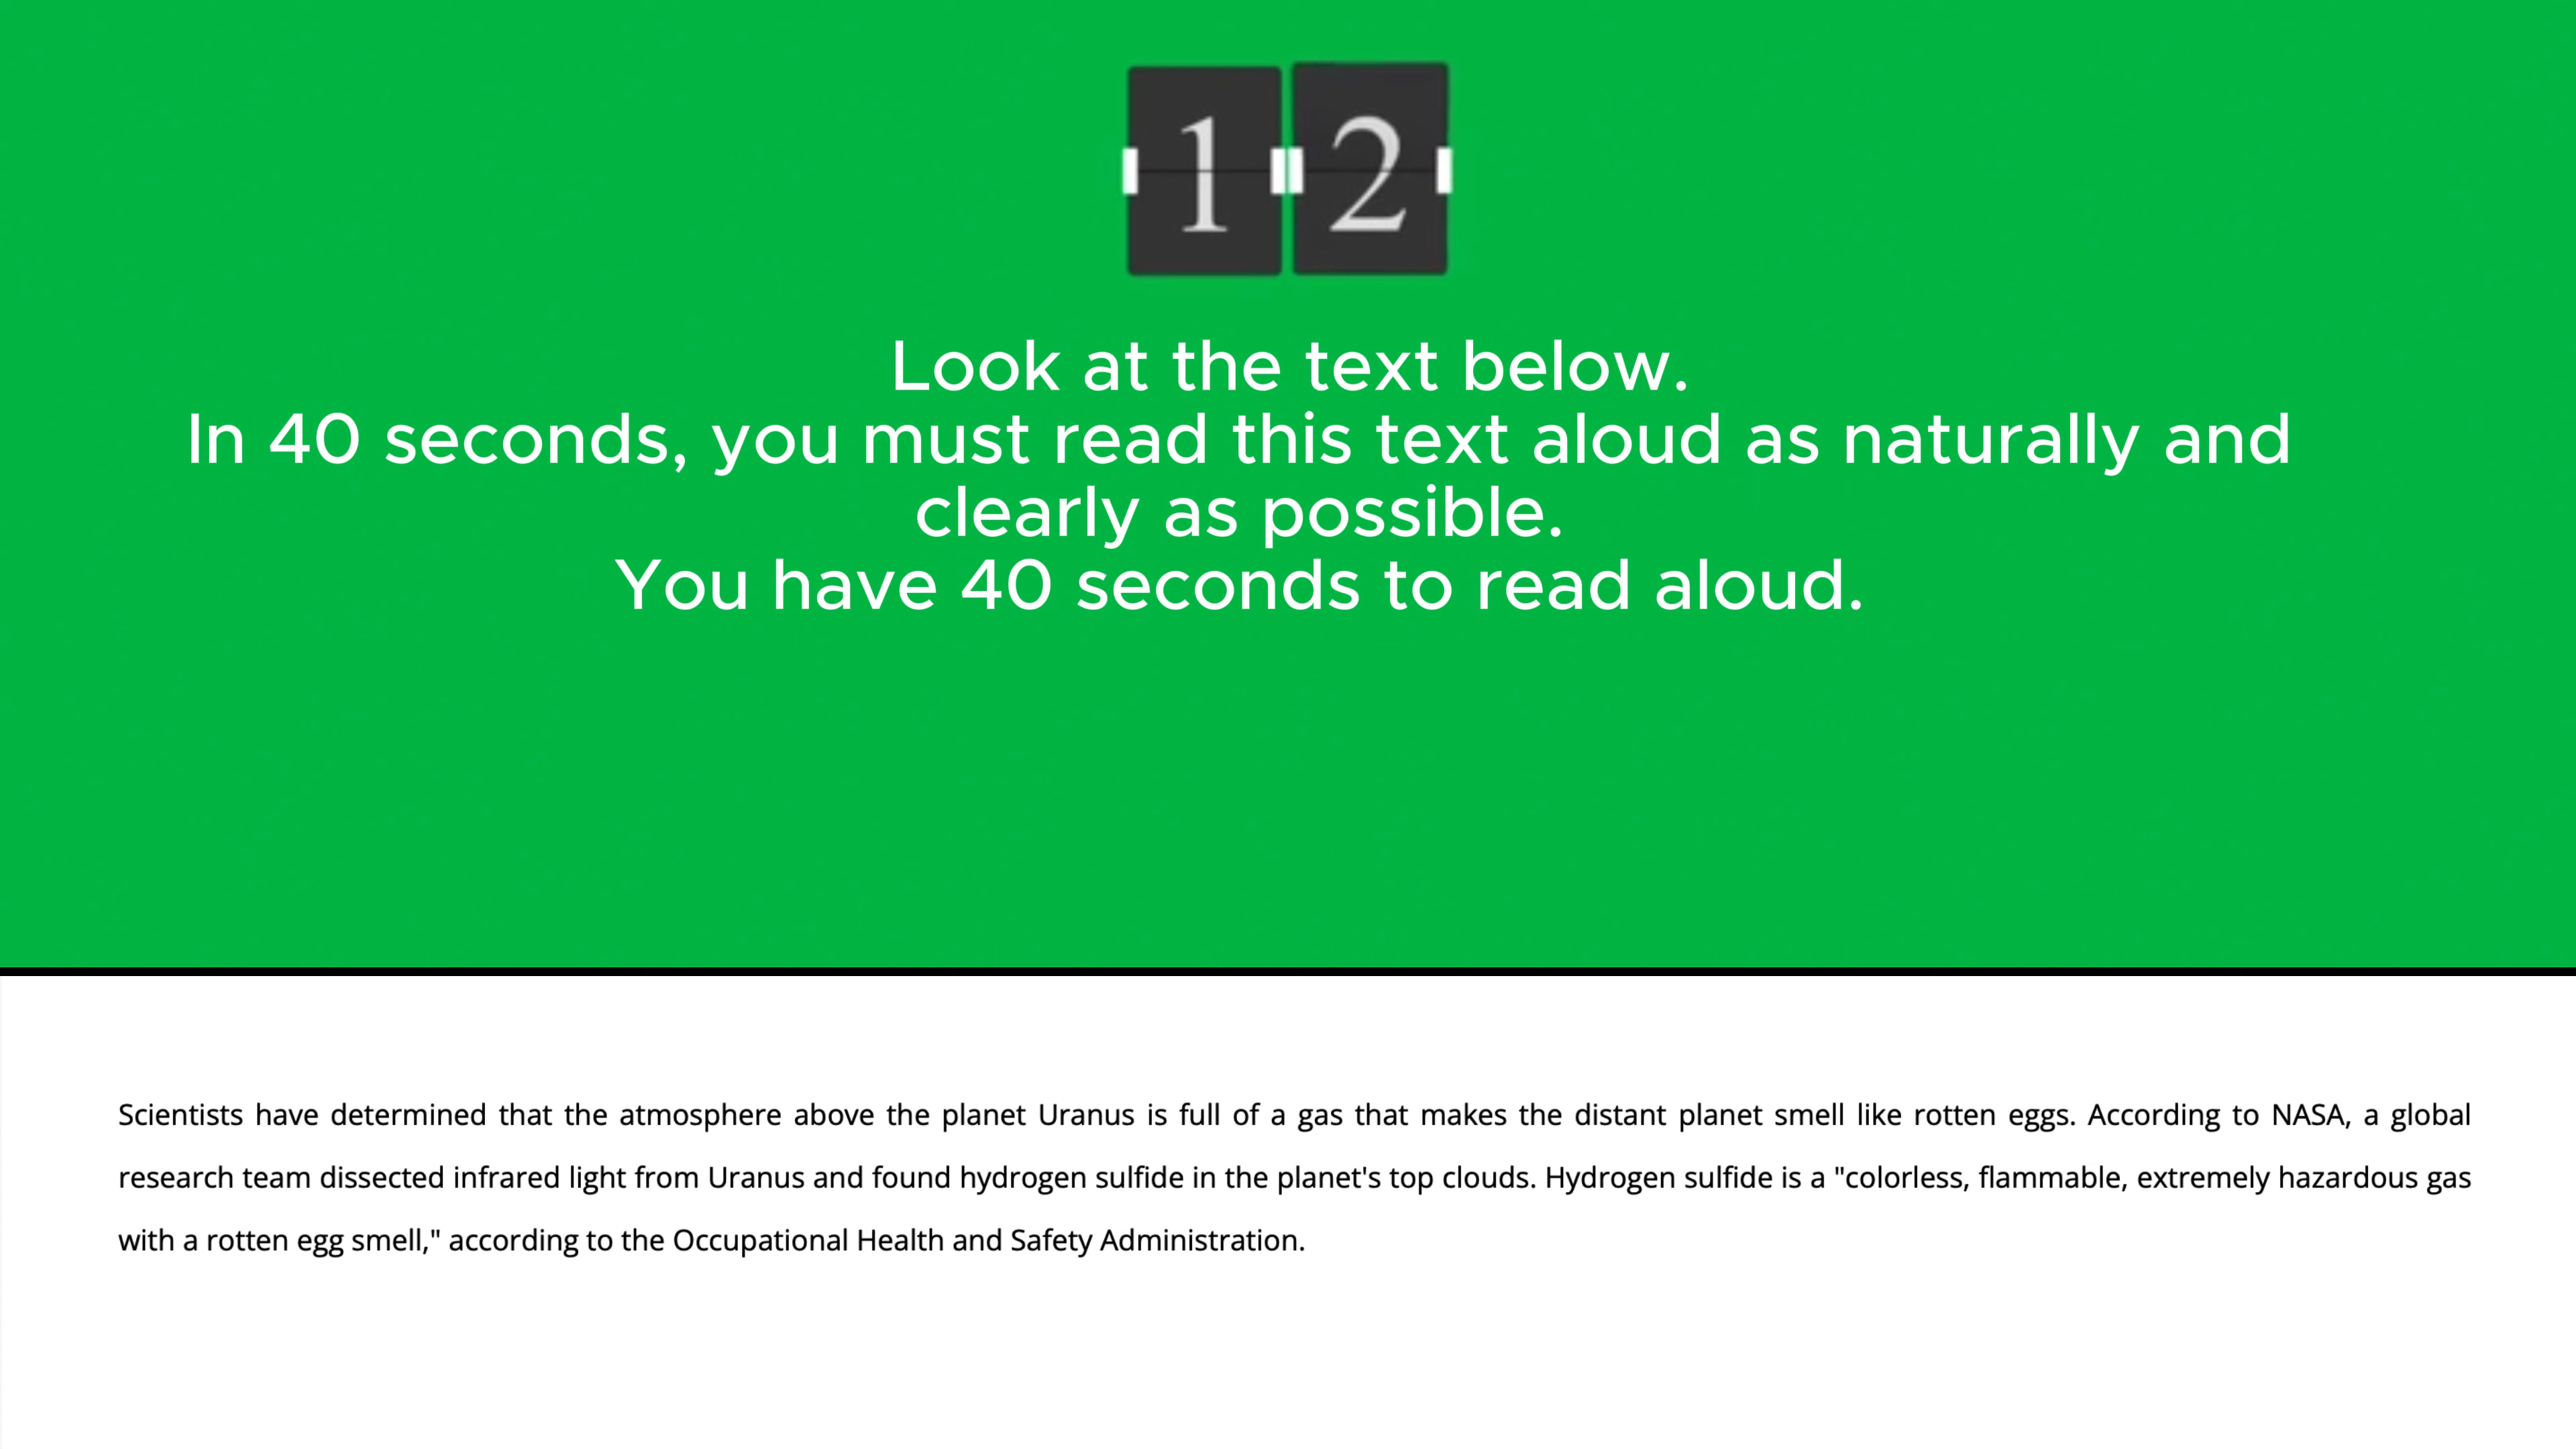 12
Look at the text below.
In 40 seconds, you must read this text aloud as naturally and
clearly as possible.
You have 40 seconds to read aloud.
Scientists have determined that the atmosphere above the planet Uranus is full of a gas that makes the distant planet smell like rotten eggs. According to NASA, a global
research team dissected infrared light from Uranus and found hydrogen sulfide in the planet's top clouds. Hydrogen sulfide is a "colorless, flammable, extremely hazardous gas
with a rotten egg smell," according to the Occupational Health and Safety Administration.